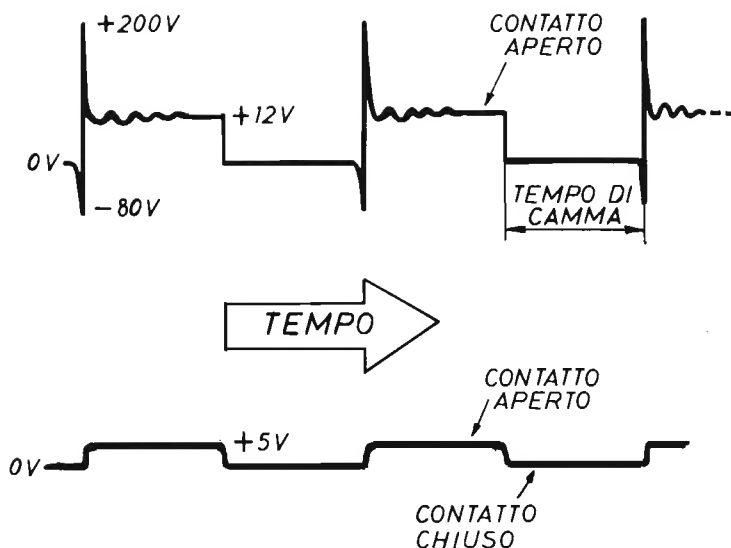 +200V
CONTATTO
APERTO
+12V
0V
−80V
TEMPO DI
CAMMA
TEMPO
CONTATTO
APERTO
+5V
0V
CONTATTO
CHIUSO